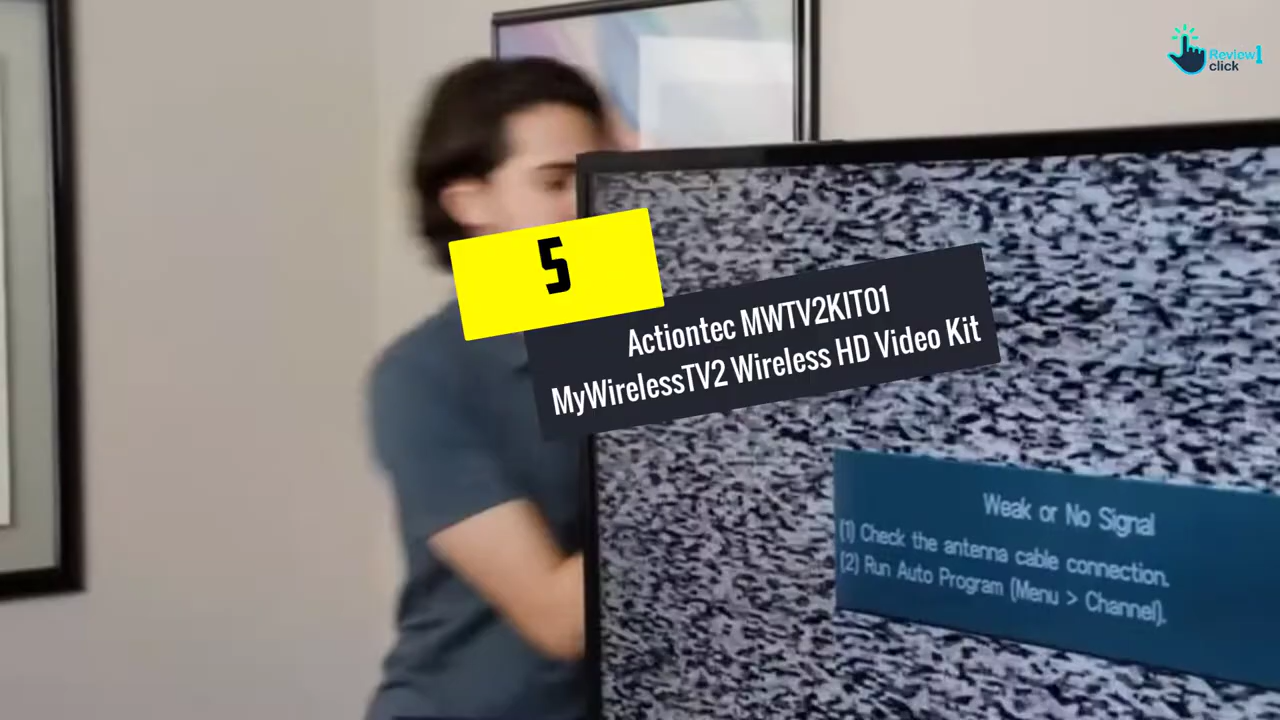 Review1
click
5
Actiontec MWTV2KIT01
MyWirelessTV2 Wireless HD Video Kit
Weak or No Signal
(1) Check the antenna cable connection.
(2) Run Auto Program (Menu > Channel).